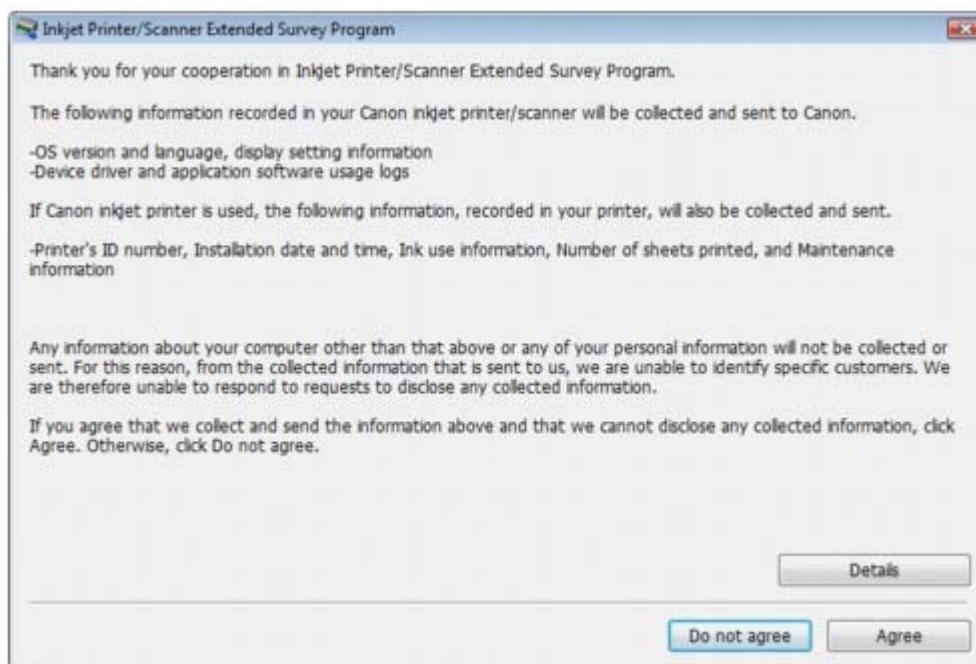 Inkjet Printer/Scanner Extended Survey Program
Thank you for your cooperation in Inkjet Printer/Scanner Extended Survey Program.
The following information recorded in your Canon inkjet printer/scanner will be collected and sent to Canon.
-OS version and language, display setting information
-Device driver and application software usage logs
If Canon inkjet printer is used, the following information, recorded in your printer, will also be collected and sent.
-Printer's ID number, Installation date and time, Ink use information, Number of sheets printed, and Maintenance
information
Any information about your computer other than that above or any of your personal information will not be collected or
sent. For this reason, from the collected information that is sent to us, we are unable to identify specific customers. We
are therefore unable to respond to requests to disclose any collected information.
If you agree that we collect and send the information above and that we cannot disclose any collected information, click
Agree. Otherwise, click Do not agree.
Details
Do not agree
Agree